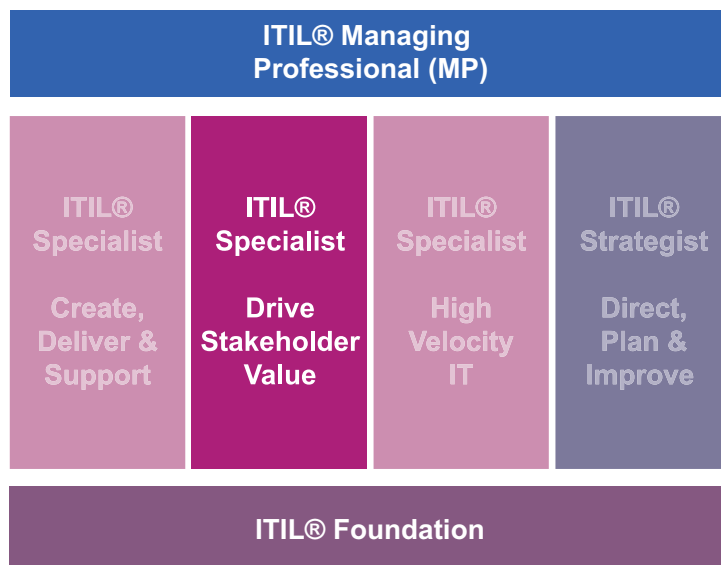 ITIL® Managing
Professional (MP)
ITIL®
Specialist
Create,
Deliver &
Support
ITIL®
Specialist
Drive
Stakeholder
Value
ITIL®
Specialist
High
Velocity
IT
ITIL®
Strategist
Direct,
Plan &
Improve
ITIL® Foundation